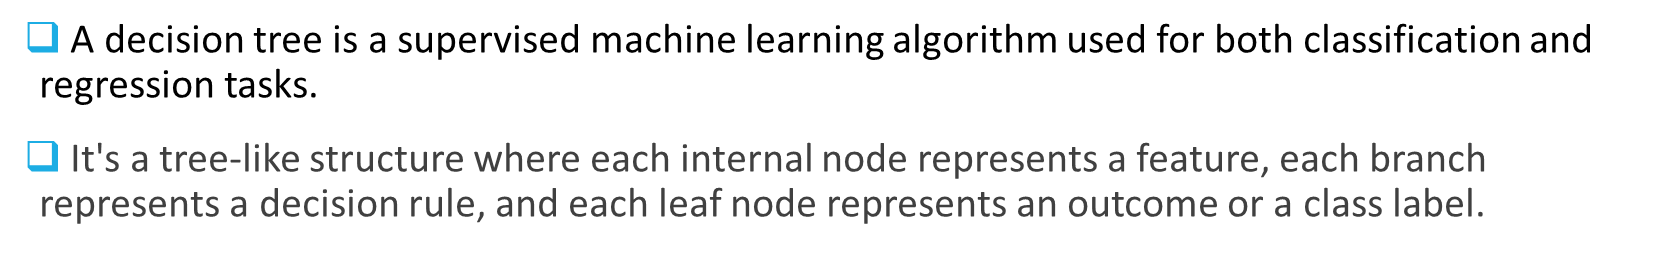 ❑ A decision tree is a supervised machine learning algorithm used for both classification and
regression tasks.
❑ It's a tree-like structure where each internal node represents a feature, each branch
represents a decision rule, and each leaf node represents an outcome or a class label.